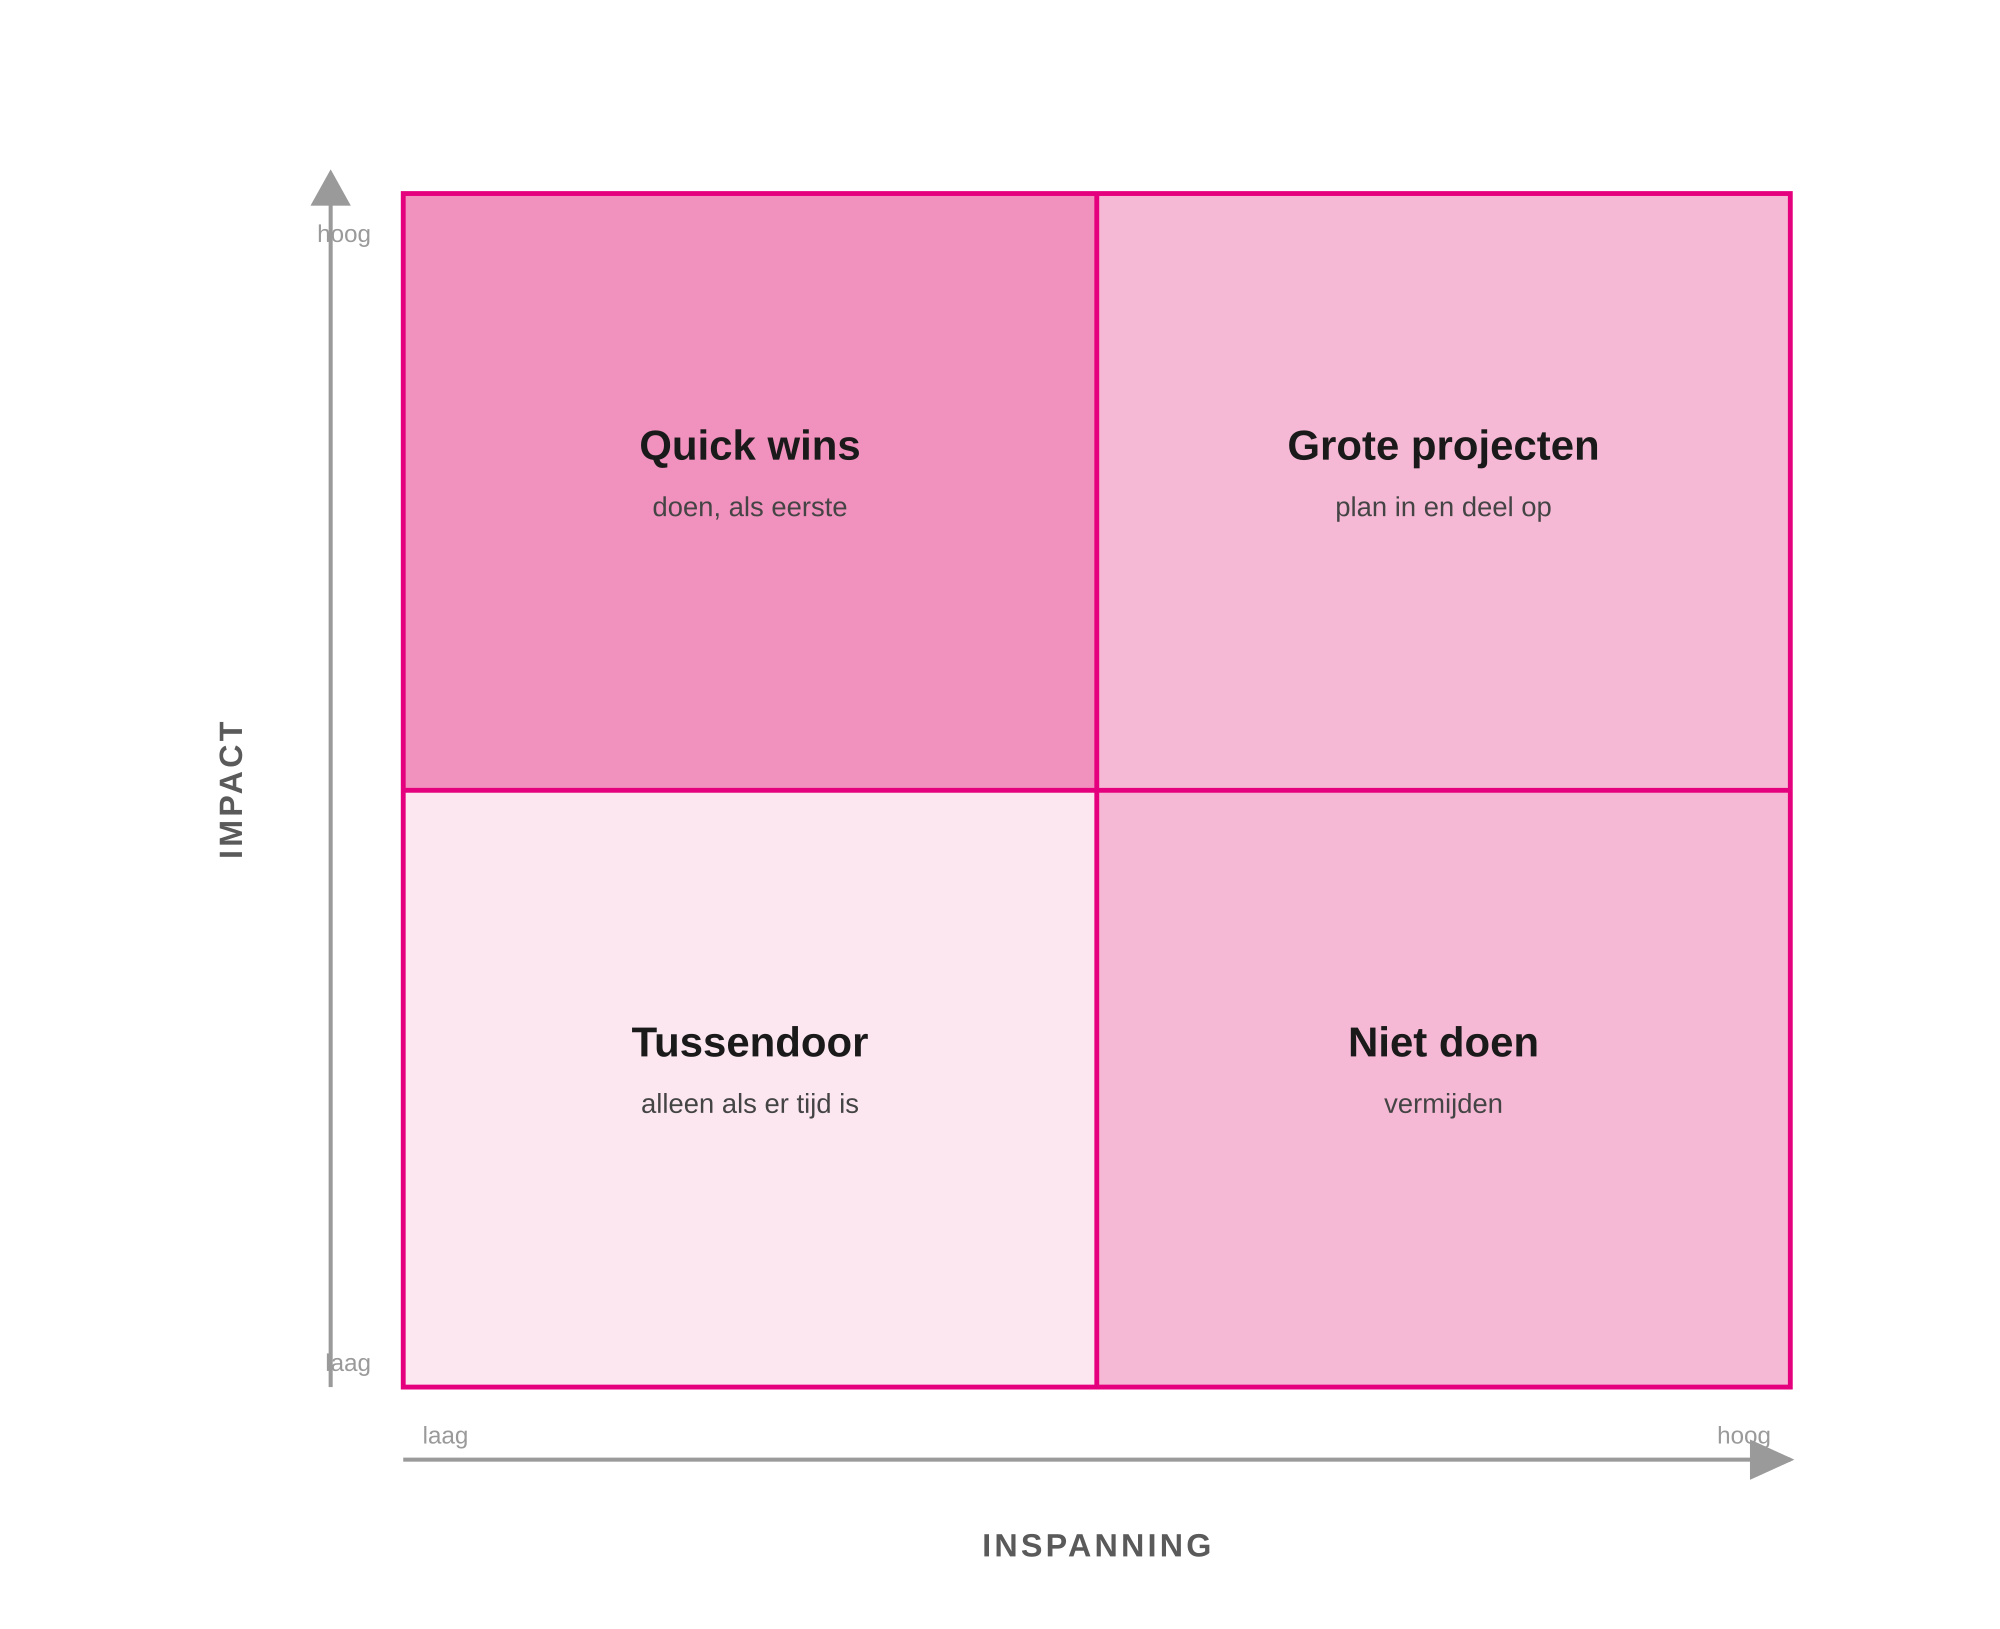 hoog
Quick wins
doen, als eerste
Grote projecten
plan in en deel op
IMPACT
Tussendoor
alleen als er tijd is
Niet doen
vermijden
laag
laag
hoog
INSPANNING